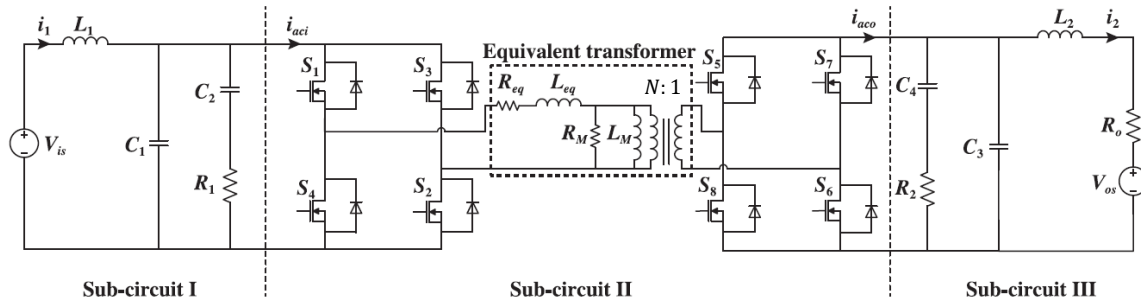 i1 L1 iaci iaco L2 i2
Equivalent transformer
S1 S3 Req Leq N: 1 S5 S7
C2 C4
Vis C1 RM LM C3 Ro
R1 S4 S2 S8 S6 R2 Vos
Sub-circuit I Sub-circuit II Sub-circuit III